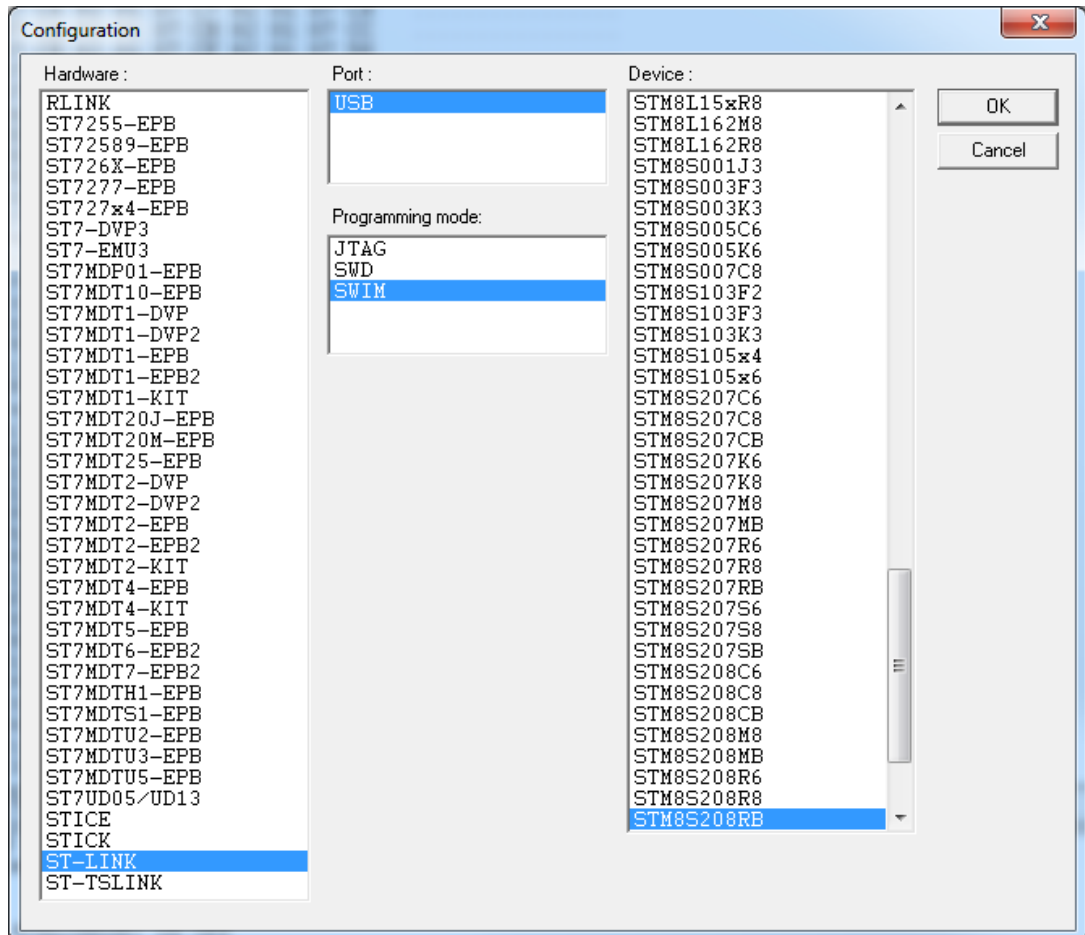 Configuration
Hardware :
RLINK
ST7255-EPB
ST72589-EPB
ST726X-EPB
ST7277-EPB
ST727x4-EPB
ST7-DVP3
ST7-EMU3
ST7MDP01-EPB
ST7MDT10-EPB
ST7MDT1-DVP
ST7MDT1-DVP2
ST7MDT1-EPB
ST7MDT1-EPB2
ST7MDT1-KIT
ST7MDT20J-EPB
ST7MDT20M-EPB
ST7MDT25-EPB
ST7MDT2-DVP
ST7MDT2-DVP2
ST7MDT2-EPB
ST7MDT2-EPB2
ST7MDT2-KIT
ST7MDT4-EPB
ST7MDT4-KIT
ST7MDT5-EPB
ST7MDT6-EPB2
ST7MDT7-EPB2
ST7MDTH1-EPB
ST7MDTS1-EPB
ST7MDTU2-EPB
ST7MDTU3-EPB
ST7MDTU5-EPB
ST7UD05/UD13
STICE
STICK
ST-LINK
ST-TSLINK
Port :
USB
Programming mode:
JTAG
SWD
SWIM
Device :
STM8L15xR8
STM8L162M8
STM8L162R8
STM8S001J3
STM8S003F3
STM8S003K3
STM8S005C6
STM8S005K6
STM8S007C8
STM8S103F2
STM8S103F3
STM8S103K3
STM8S105x4
STM8S105x6
STM8S207C6
STM8S207C8
STM8S207CB
STM8S207K6
STM8S207K8
STM8S207M8
STM8S207MB
STM8S207R6
STM8S207R8
STM8S207RB
STM8S207S6
STM8S207S8
STM8S207SB
STM8S208C6
STM8S208C8
STM8S208CB
STM8S208M8
STM8S208MB
STM8S208R6
STM8S208R8
STM8S208RB
OK
Cancel